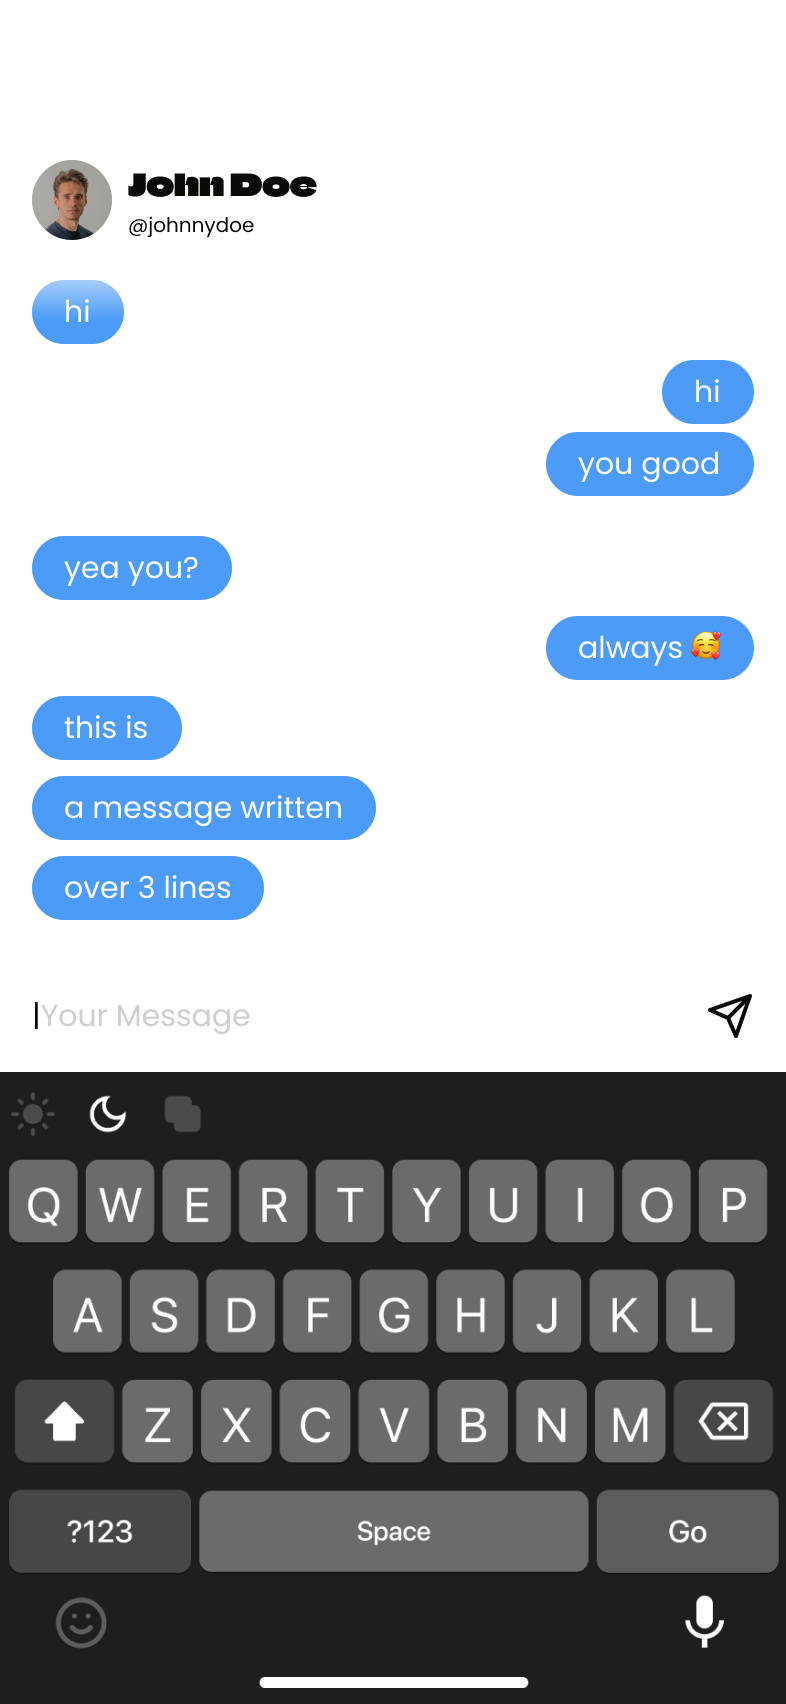 John Doe
@johnnydoe
hi
hi
you good
yea you?
always 🥰
this is
a message written
over 3 lines
Your Message
Q W E R T Y U I O P
A S D F G H J K L
Z X C V B N M
?123 Space Go